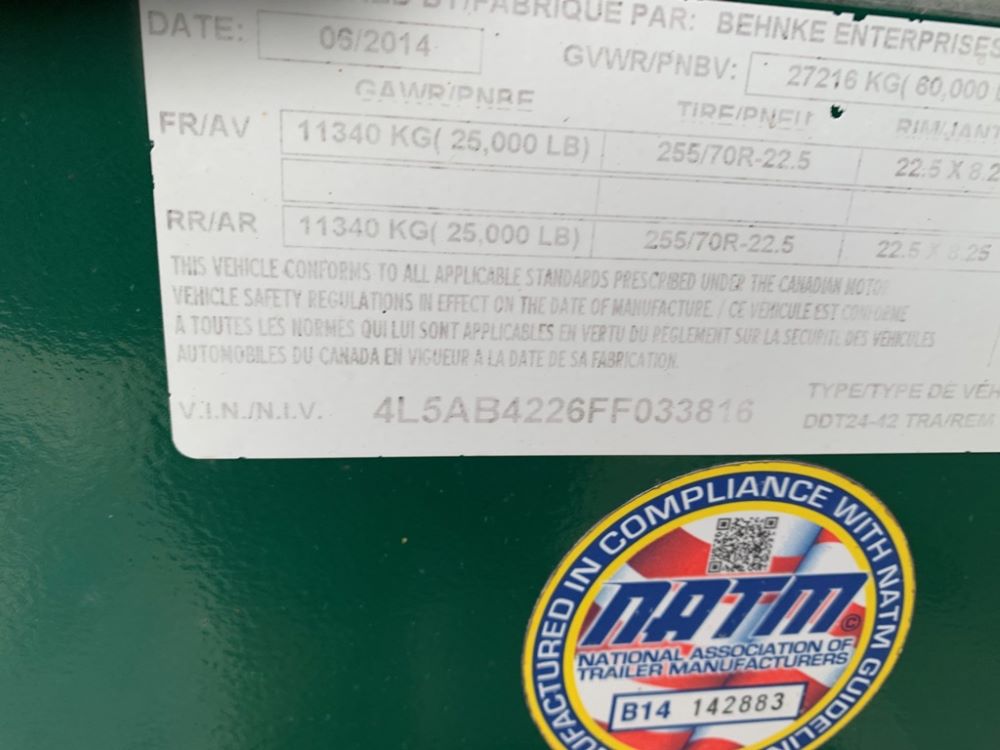 FABRIQUÉ PAR: BEHNKE ENTERPRISES
DATE: 06/2014 GVWR/PNBV: 27216 KG( 60,000
GAWR/PNBE TIRE/PNEU RIM/JANT
FR/AV 11340 KG( 25,000 LB) 255/70R-22.5 22.5 X 8.2
RR/AR 11340 KG( 25,000 LB) 255/70R-22.5 22.5 X 8.25
THIS VEHICLE CONFORMS TO ALL APPLICABLE STANDARDS PRESCRIBED UNDER THE CANADIAN MOTOR
VEHICLE SAFETY REGULATIONS IN EFFECT ON THE DATE OF MANUFACTURE. / CE VEHICULE EST CONFORME
À TOUTES LES NORMES QUI LUI SONT APPLICABLES EN VERTU DU REGLEMENT SUR LA SECURITE DES VEHICULES
AUTOMOBILES DU CANADA EN VIGUEUR A LA DATE DE SA FABRICATION.
TYPE/TYPE DE VÉH
V.I.N./N.I.V. 4L5AB4226FF033816 DDT24-42 TRA/REM
UFACTURED IN COMPLIANCE WITH NATM GUIDELIN
NATM ©
NATIONAL ASSOCIATION OF
TRAILER MANUFACTURERS
B14 142883